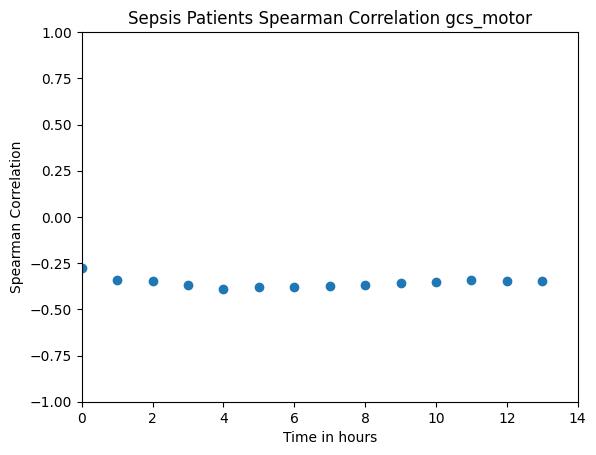 Sepsis Patients Spearman Correlation gcs_motor
1.00
0.75
0.50
0.25
0.00
−0.25
−0.50
−0.75
−1.00
Spearman Correlation
0 2 4 6 8 10 12 14
Time in hours